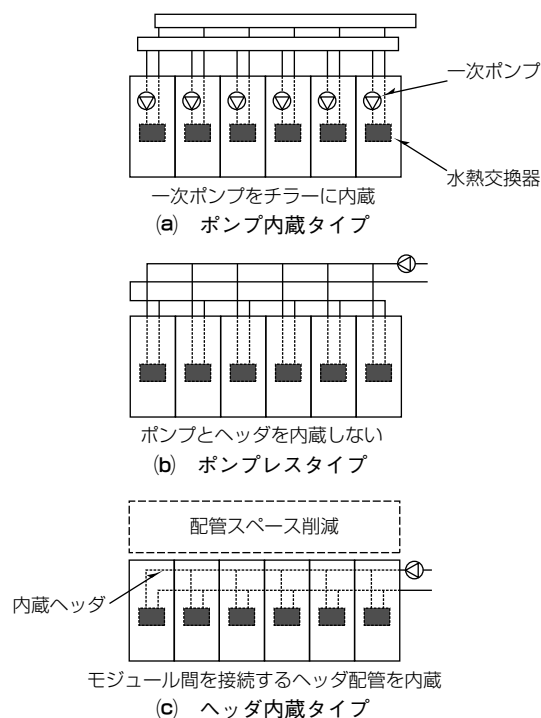 一次ポンプ
水熱交換器
一次ポンプをチラーに内蔵
(a) ポンプ内蔵タイプ
ポンプとヘッダを内蔵しない
(b) ポンプレスタイプ
配管スペース削減
内蔵ヘッダ
モジュール間を接続するヘッダ配管を内蔵
(c) ヘッダ内蔵タイプ